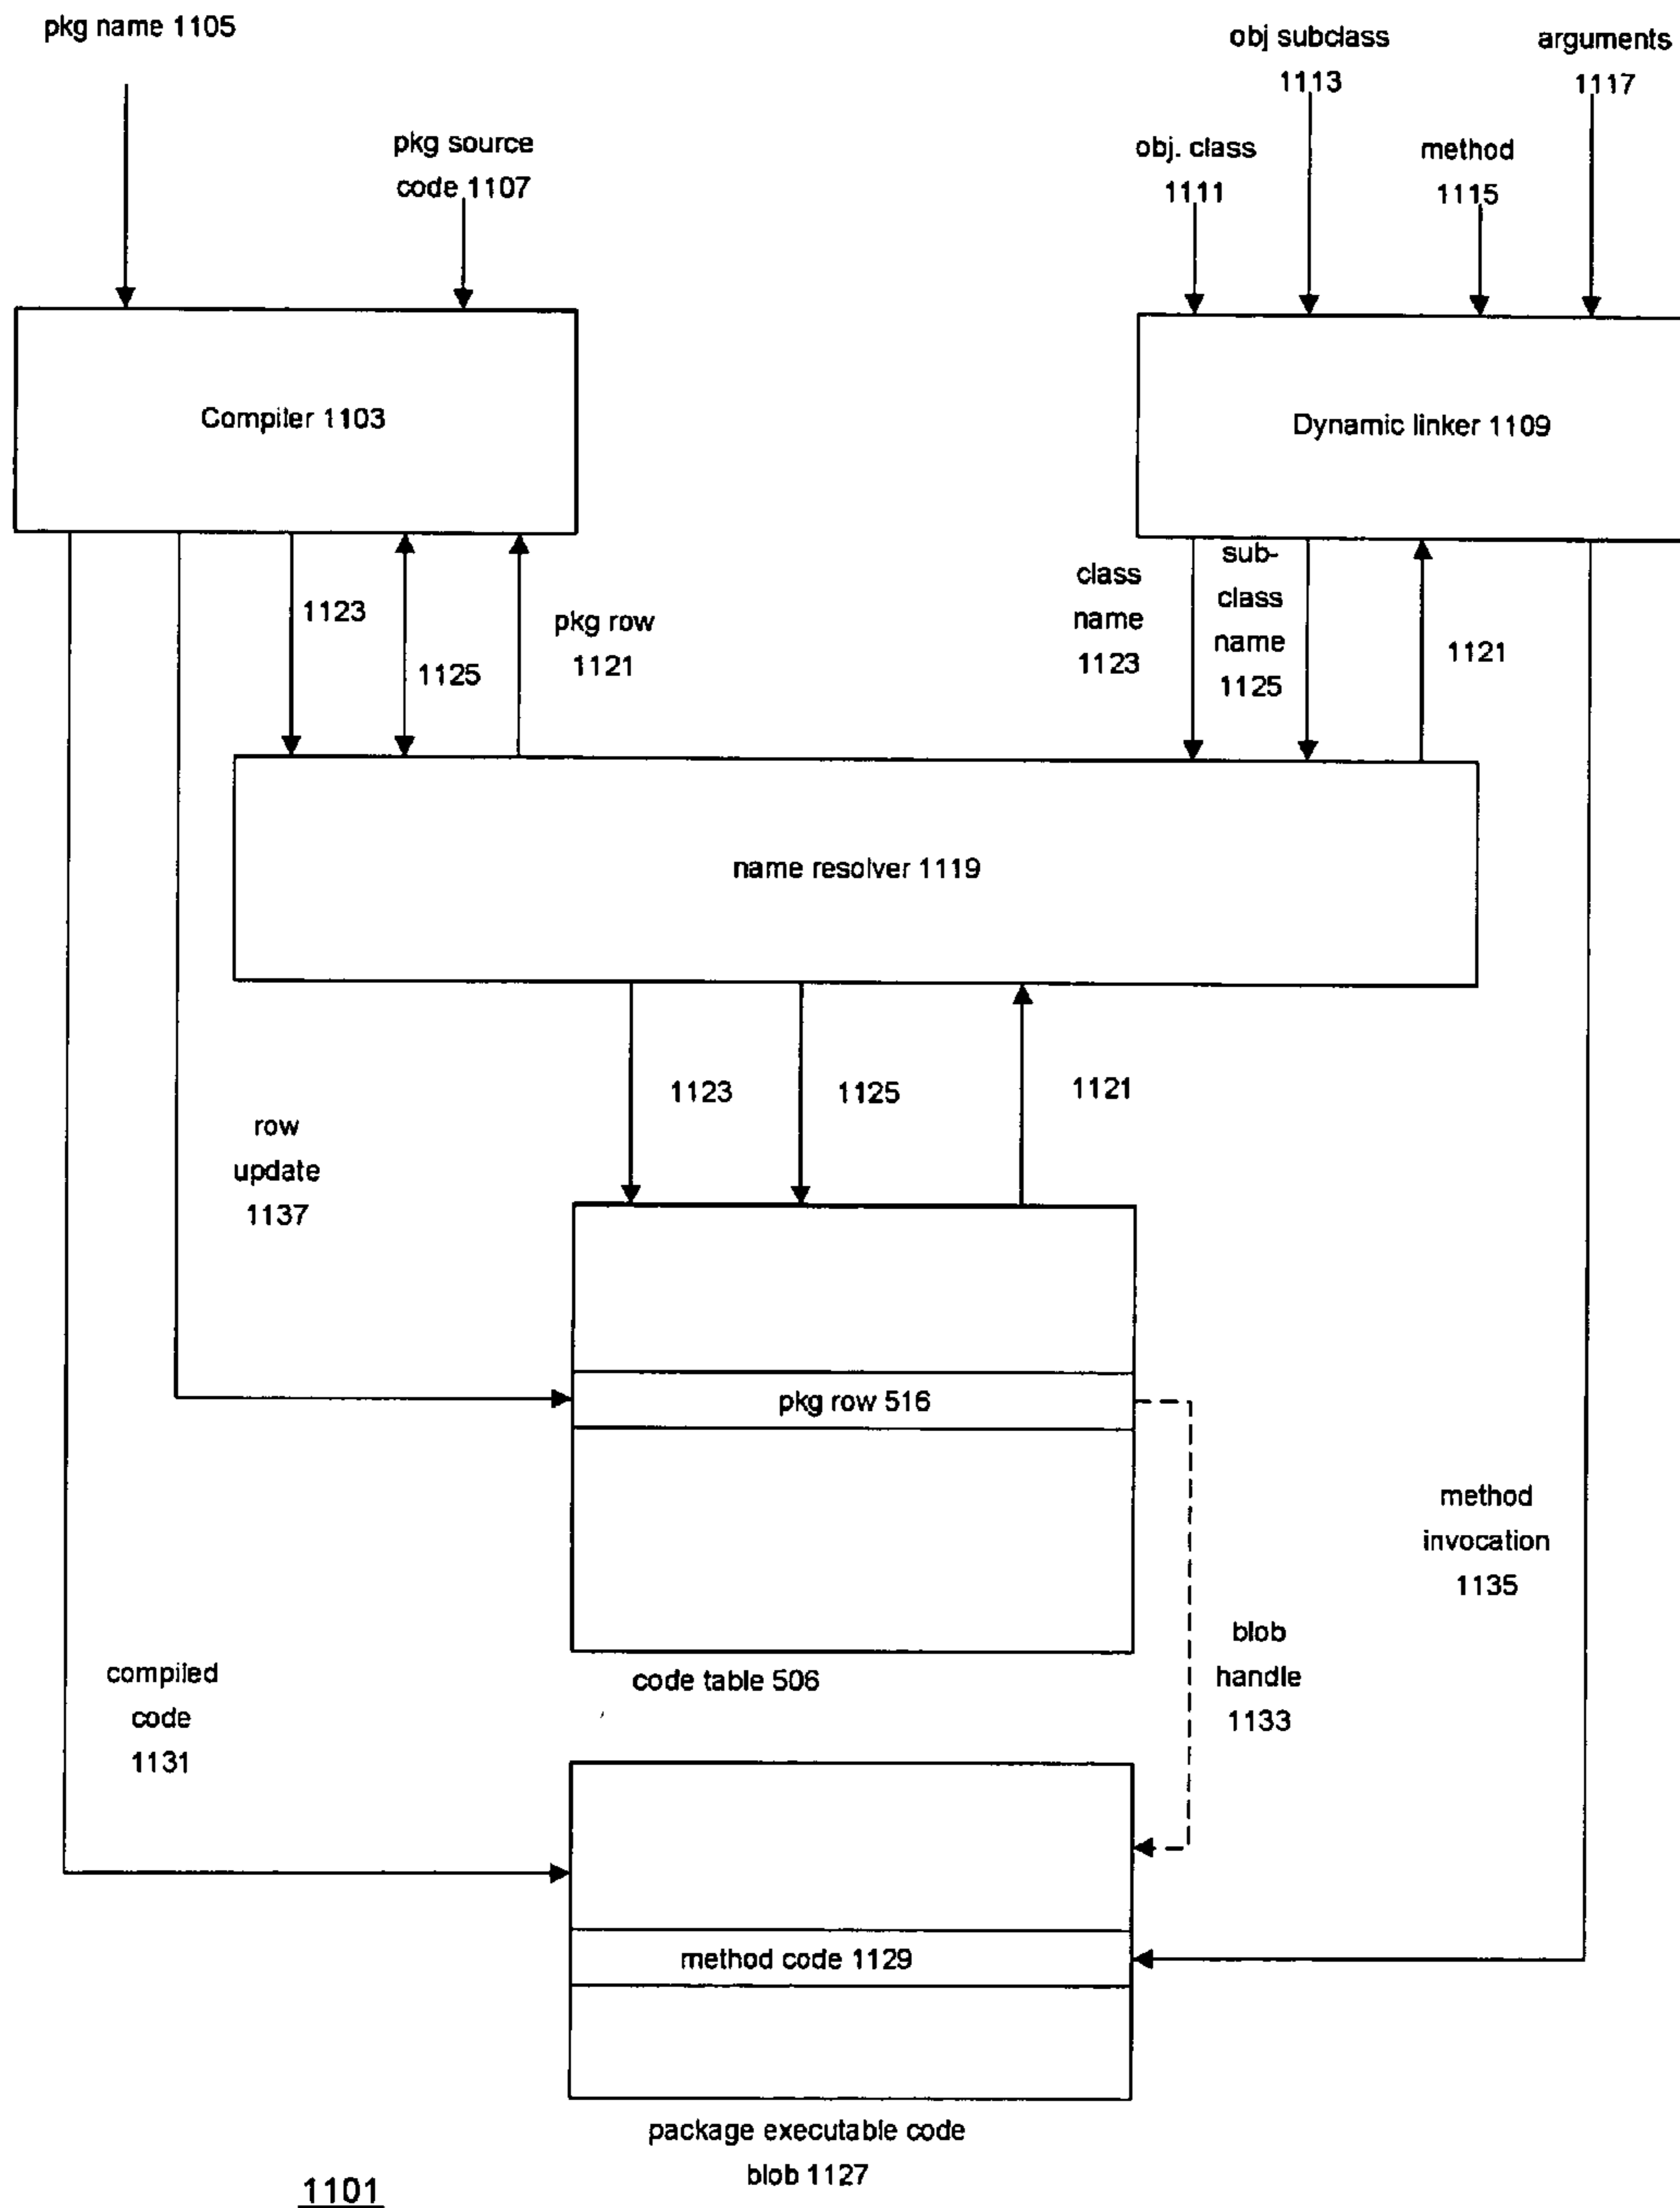 pkg name 1105
obj subclass
1113
arguments
1117
pkg source
code 1107
obj. class
1111
method
1115
Compiler 1103
Dynamic linker 1109
1123
1125
pkg row
1121
class
name
1123
sub-
class
name
1125
1121
name resolver 1119
1123
1125
1121
row
update
1137
pkg row 516
method
invocation
1135
blob
handle
1133
code table 506
compiled
code
1131
method code 1129
package executable code
blob 1127
1101